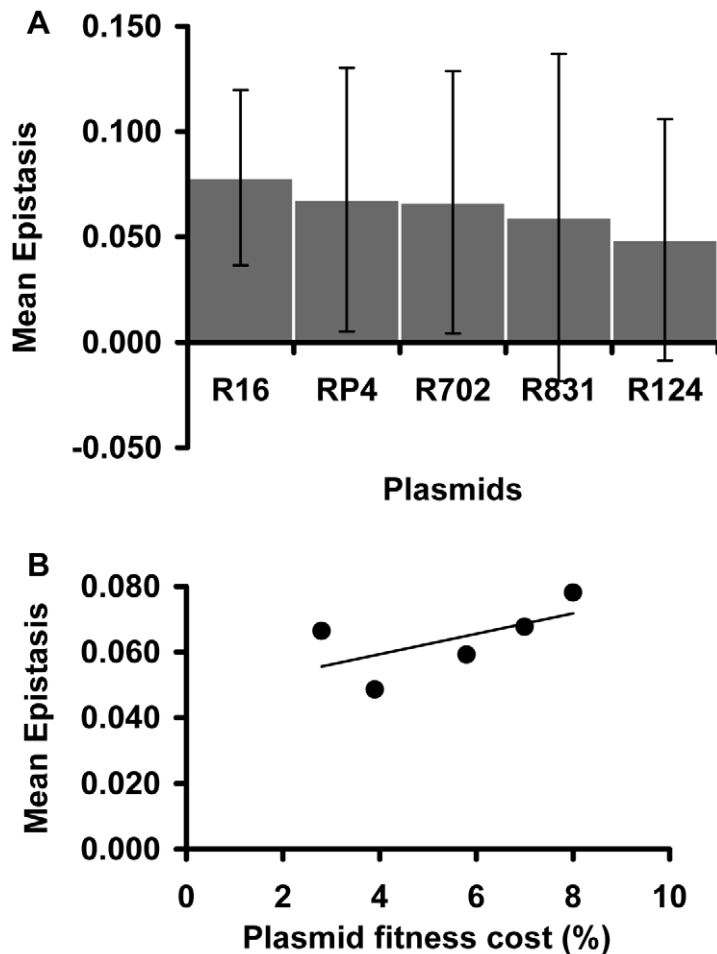 A
Mean Epistasis
0.150
0.100
0.050
0.000
-0.050
R16 RP4 R702 R831 R124
Plasmids
B
Mean Epistasis
0.080
0.060
0.040
0.020
0.000
0 2 4 6 8 10
Plasmid fitness cost (%)